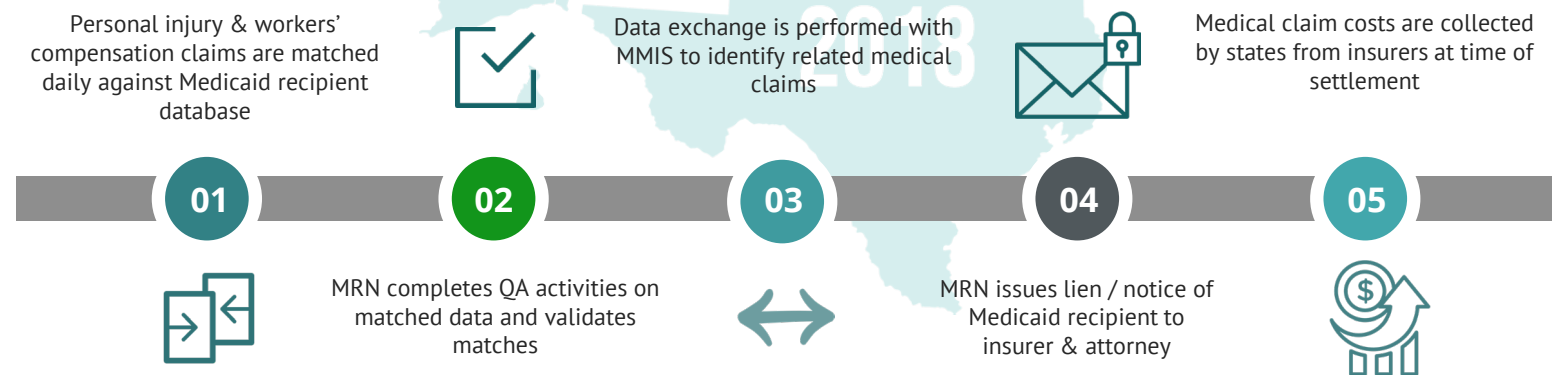 Personal injury & workers’
compensation claims are matched
daily against Medicaid recipient
database
Data exchange is performed with
MMIS to identify related medical
claims
2013
Medical claim costs are collected
by states from insurers at time of
settlement
01
02
03
04
05
MRN completes QA activities on
matched data and validates
matches
MRN issues lien / notice of
Medicaid recipient to
insurer & attorney
$